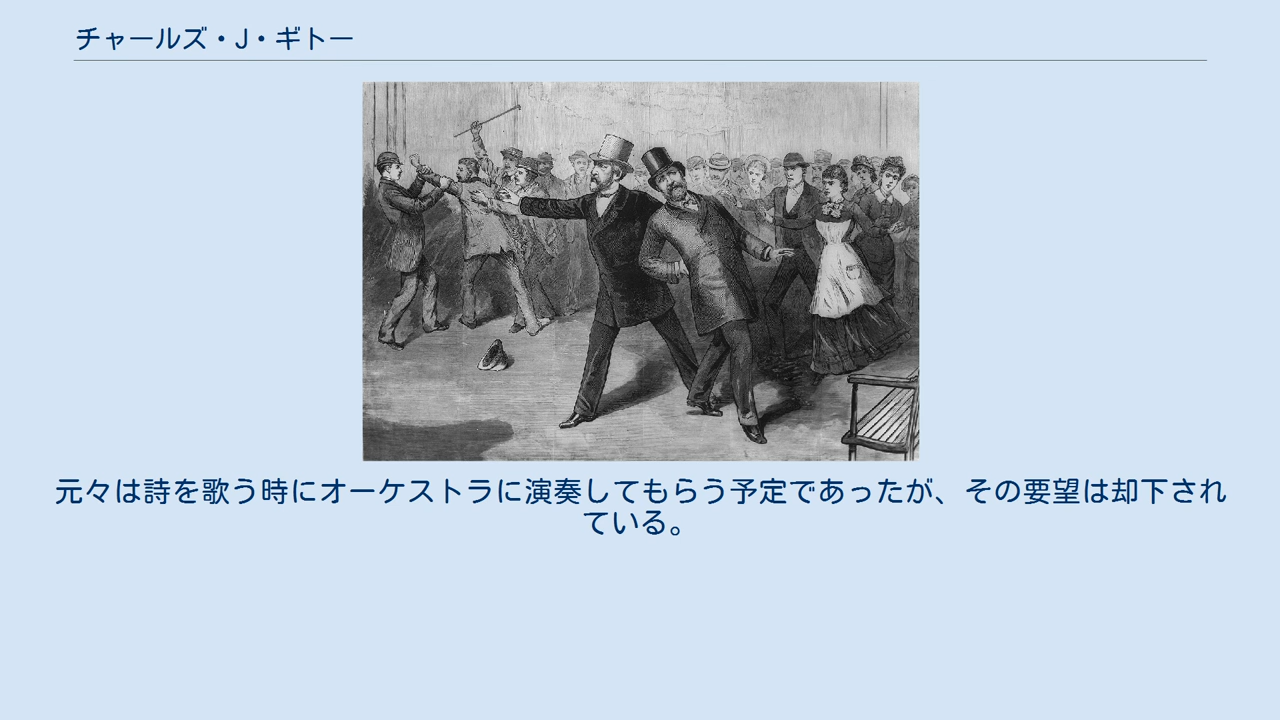 チャールズ・J・ギトー
元々は詩を歌う時にオーケストラに演奏してもらう予定であったが、その要望は却下され
ている。